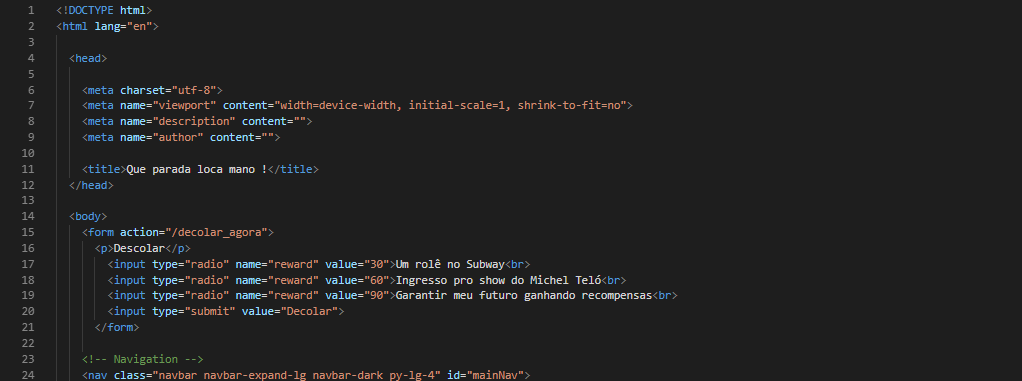 1 <!DOCTYPE html>
2 <html lang="en">
3
4 <head>
5
6 <meta charset="utf-8">
7 <meta name="viewport" content="width=device-width, initial-scale=1, shrink-to-fit=no">
8 <meta name="description" content="">
9 <meta name="author" content="">
10
11 <title>Que parada loca mano !</title>
12 </head>
13
14 <body>
15 <form action="/decolar_agora">
16 <p>Descolar</p>
17 <input type="radio" name="reward" value="30">Um rolê no Subway<br>
18 <input type="radio" name="reward" value="60">Ingresso pro show do Michel Teló<br>
19 <input type="radio" name="reward" value="90">Garantir meu futuro ganhando recompensas<br>
20 <input type="submit" value="Decolar">
21 </form>
22
23 <!-- Navigation -->
24 <nav class="navbar navbar-expand-lg navbar-dark py-lg-4" id="mainNav">